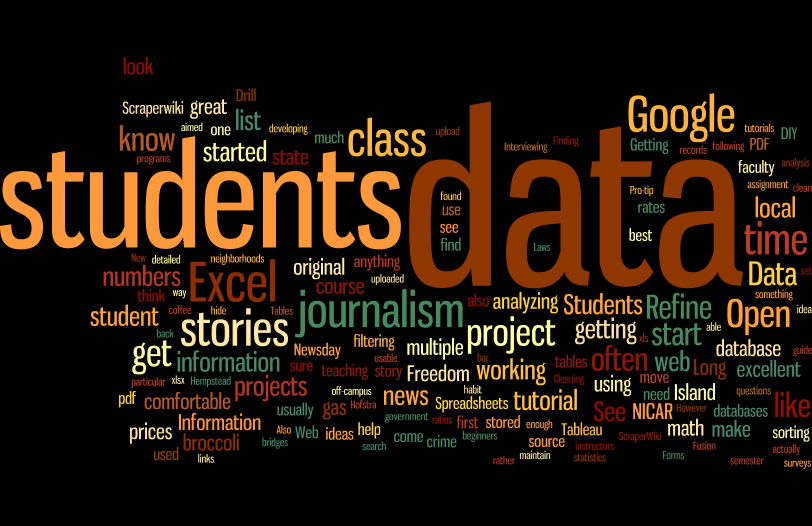 look
Drill
Scraperwiki great
Google
aimed one list developing
know much class upload
tutorials DIY
programs started state
Interviewing Finding
Getting records following PDF
students data
faculty analysis
assignment clean
Pro-tip
found
use rates local
see best time
find Laws
New detailed neighborhoods
original anything
Data set
numbers Excel
think way course uploaded
something
also analyzing Students Refine
student coffee hide Tables journalism
Open idea
back stories project getting xls start able
get information Newsday filtering multiple
usable bar
database guide
sure teaching story Freedom working tables often web Long excellent
particular xlsx Hempstead projects off-campus habit Cleaning using move
pdf comfortable usually gas Hofstra news Spreadsheets tutorial
need Island questions
See NICAR However databases like
prices Information government ratios first stored enough Tableau
math make sorting
Also Web ideas help come crime beginners
broccoli bridges search source ScraperWiki Fusion actually
used links rather maintain instructors statistics Forms semester surveys